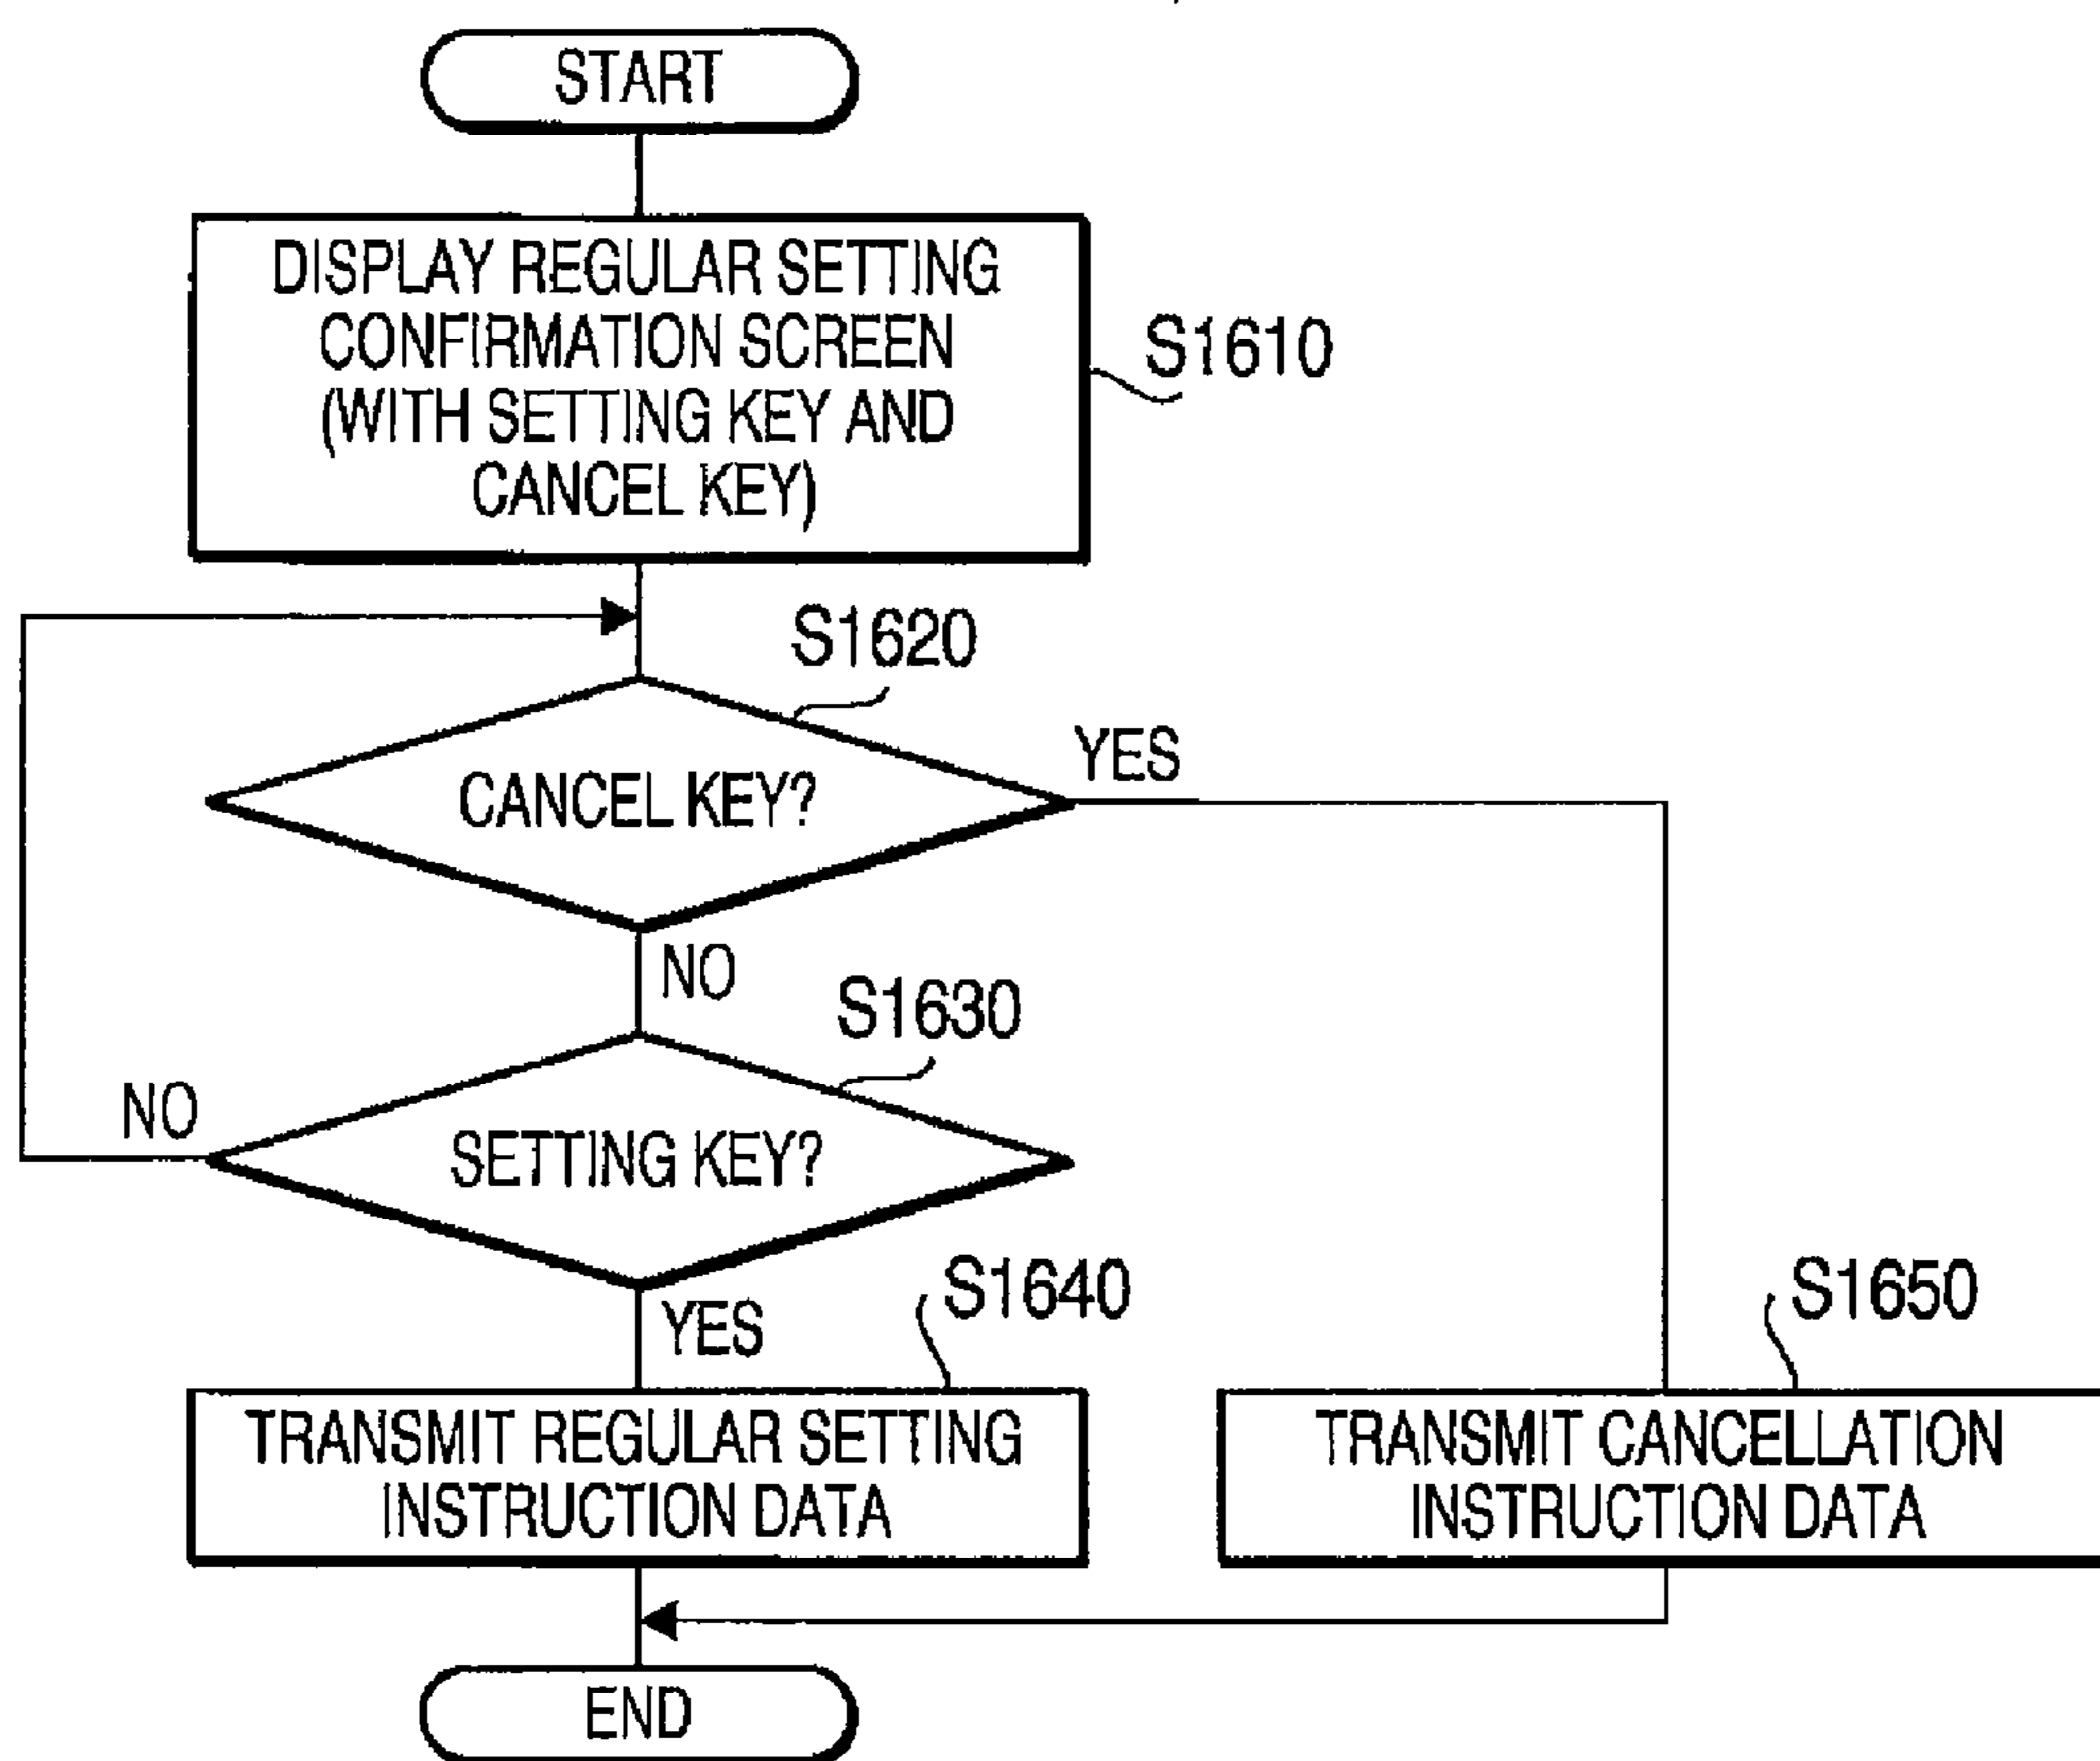 START
DISPLAY REGULAR SETTING
CONFIRMATION SCREEN
(WITH SETTING KEY AND
CANCEL KEY)
S1610
S1620
CANCEL KEY?
YES
NO
S1630
SETTING KEY?
NO
YES
S1640
TRANSMIT REGULAR SETTING
INSTRUCTION DATA
S1650
TRANSMIT CANCELLATION
INSTRUCTION DATA
END